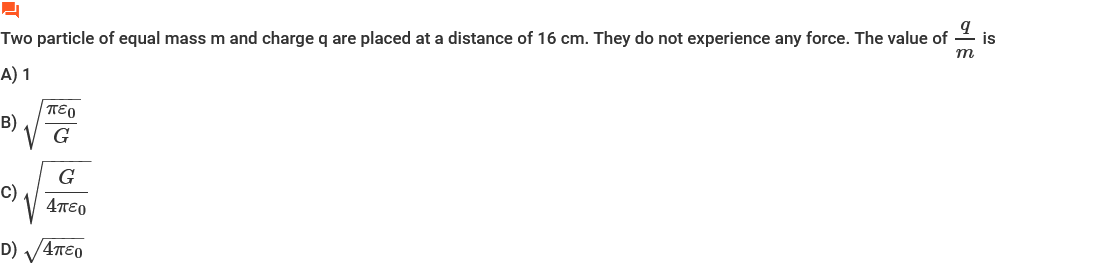 Two particle of equal mass m and charge q are placed at a distance of 16 cm. They do not experience any force. The value of \frac{q}{m} is
A) 1
B) \sqrt{\frac{\pi\varepsilon_0}{G}}
C) \sqrt{\frac{G}{4\pi\varepsilon_0}}
D) \sqrt{4\pi\varepsilon_0}